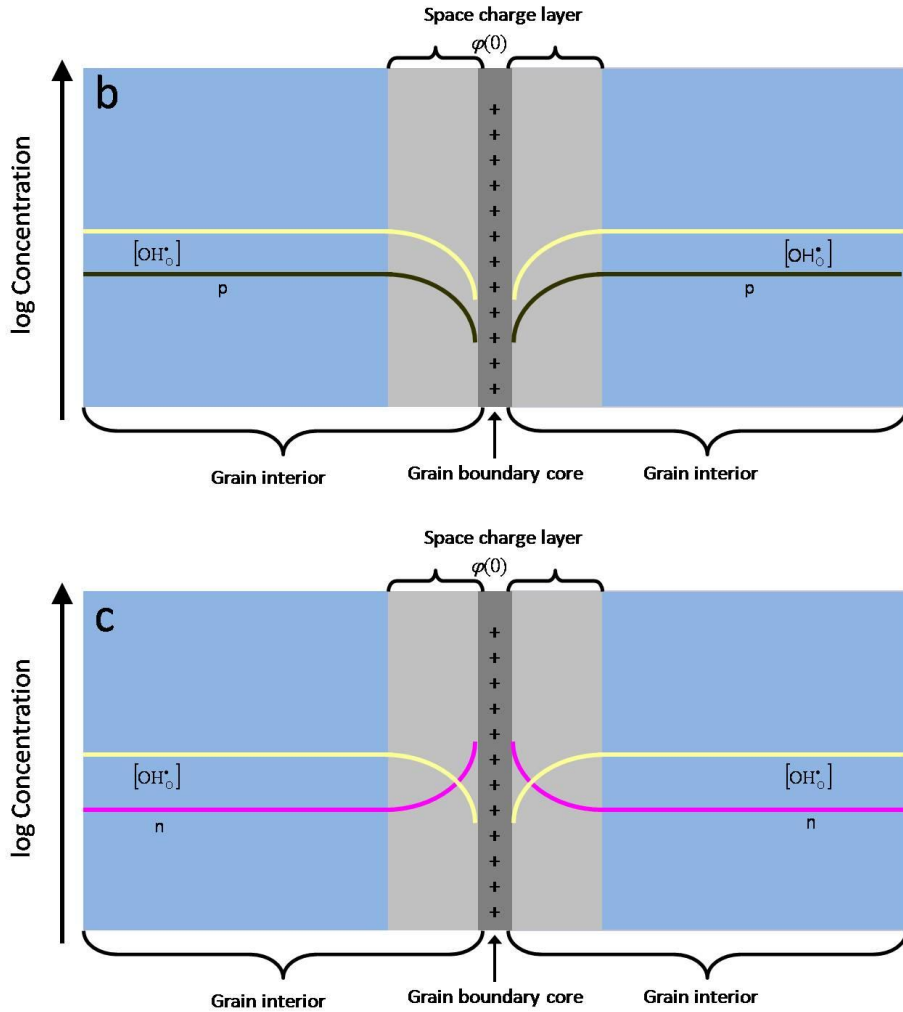 Space charge layer
φ(0)
b
+
+
+
+
+
+
+
+
+
+
+
+
log Concentration
[OH•O]
[OH•O]
p
p
Grain interior
Grain boundary core
Grain interior
Space charge layer
φ(0)
c
+
+
+
+
+
+
+
+
+
+
+
+
log Concentration
[OH•O]
[OH•O]
n
n
Grain interior
Grain boundary core
Grain interior